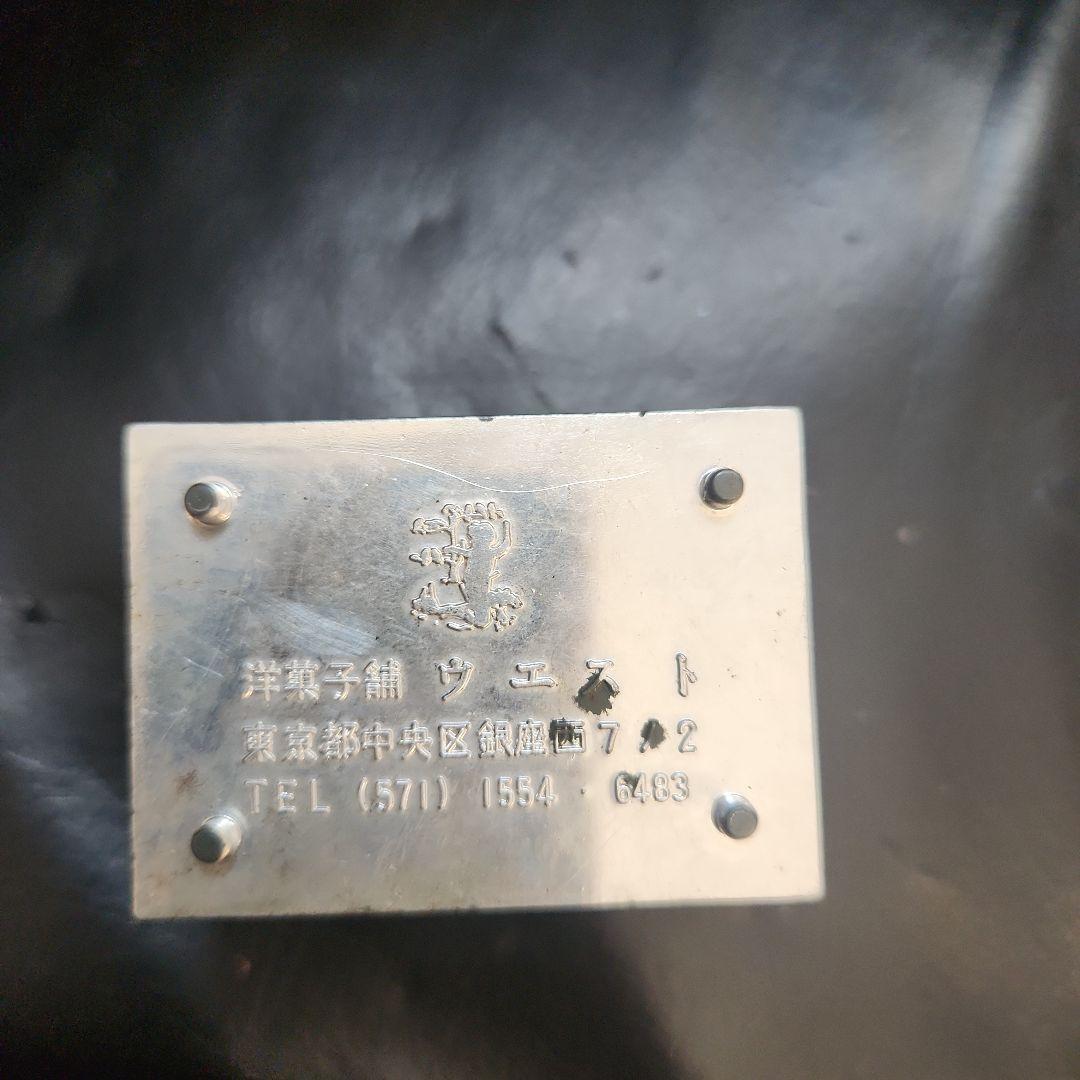 洋菓子舗 ウエスト
東京都中央区銀座西7ノ2
TEL (571) 1554・6483